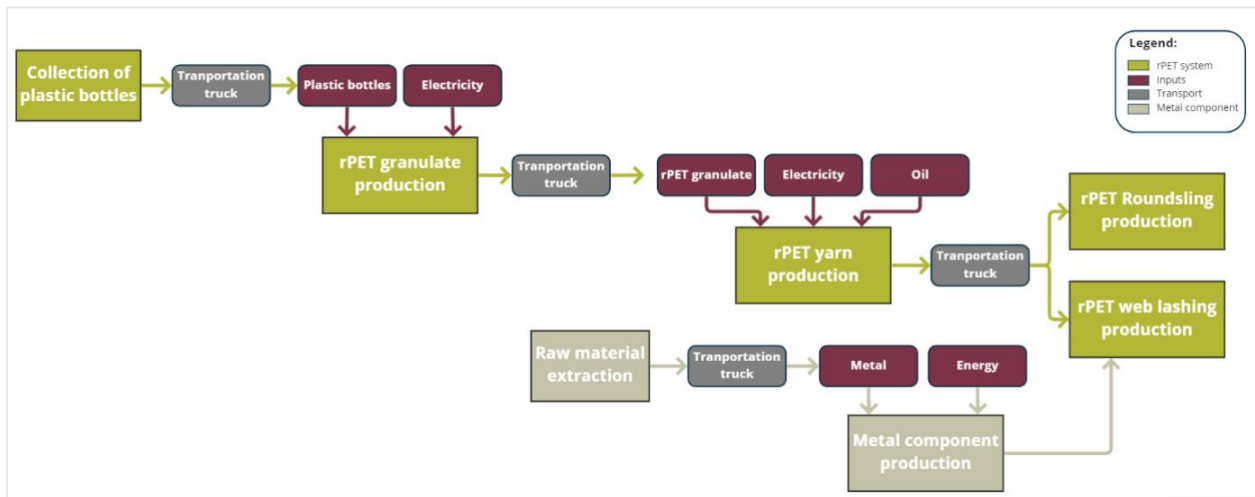 Legend:
rPET system
Inputs
Transport
Metal component
Collection of
plastic bottles
Tranportation
truck
Plastic bottles
Electricity
rPET granulate
production
Tranportation
truck
rPET granulate
Electricity
Oil
rPET yarn
production
Tranportation
truck
rPET Roundsling
production
rPET web lashing
production
Raw material
extraction
Tranportation
truck
Metal
Energy
Metal component
production